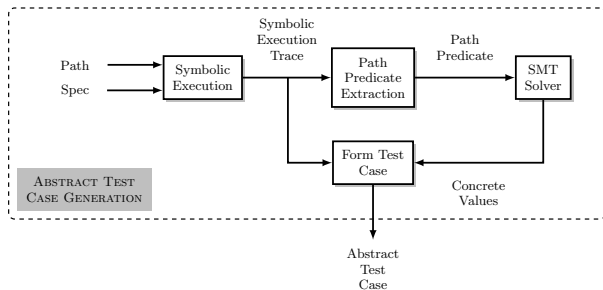 Symbolic
Execution
Trace
Path
Predicate
Path
Spec
Symbolic
Execution
Path
Predicate
Extraction
SMT
Solver
Form Test
Case
Concrete
Values
ABSTRACT TEST
CASE GENERATION
Abstract
Test
Case